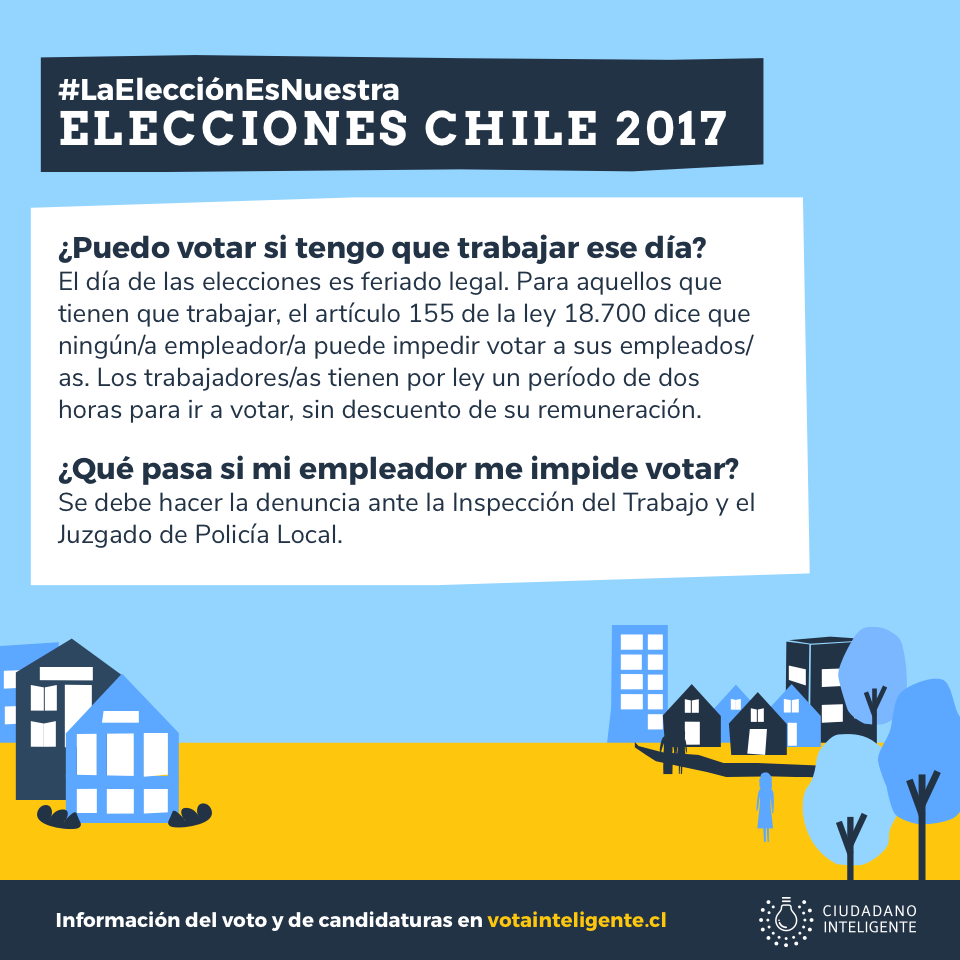 #LaElecciónEsNuestra
ELECCIONES CHILE 2017
¿Puedo votar si tengo que trabajar ese día?
El día de las elecciones es feriado legal. Para aquellos que
tienen que trabajar, el artículo 155 de la ley 18.700 dice que
ningún/a empleador/a puede impedir votar a sus empleados/
as. Los trabajadores/as tienen por ley un período de dos
horas para ir a votar, sin descuento de su remuneración.
¿Qué pasa si mi empleador me impide votar?
Se debe hacer la denuncia ante la Inspección del Trabajo y el
Juzgado de Policía Local.
Información del voto y de candidaturas en votainteligente.cl
CIUDADANO
INTELIGENTE